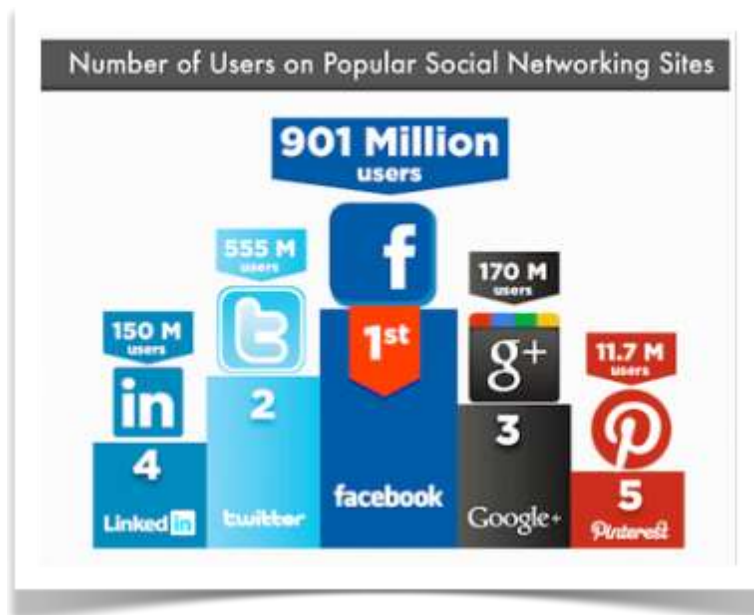 Number of Users on Popular Social Networking Sites
901 Million
users
555 M
users
f
170 M
users
150 M
users
t
1st
g+
11.7 M
users
in
2
3
P
4
facebook
5
Linked in
twitter
Google+
Pinterest